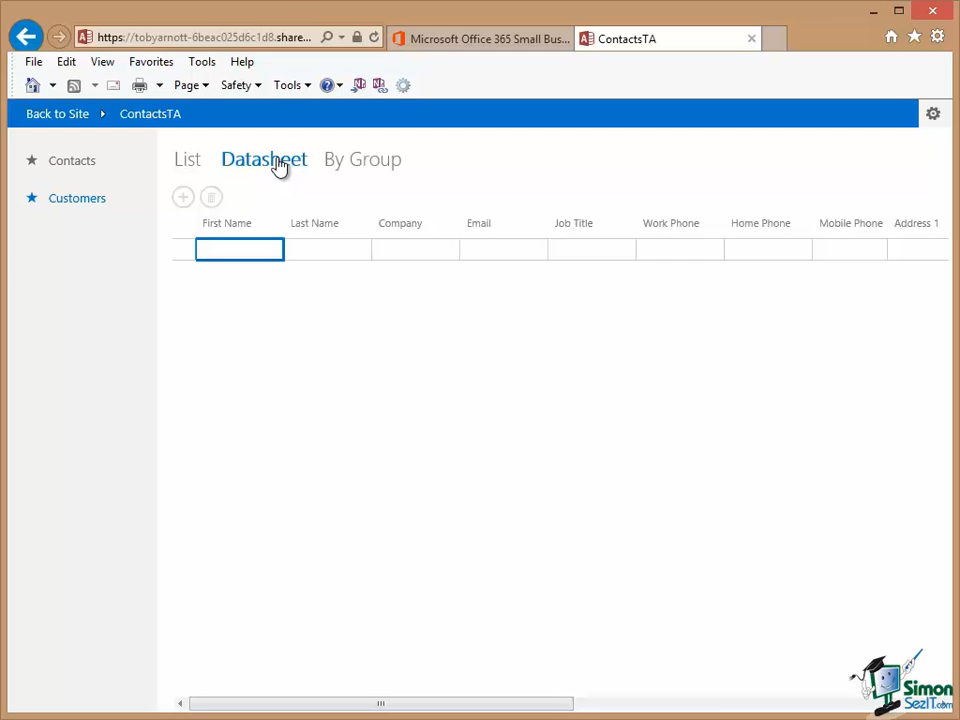 https://tobyarnott-6beac025d6c1d8.share...
Microsoft Office 365 Small Bus...
ContactsTA
File Edit View Favorites Tools Help
Page Safety Tools
Back to Site ContactsTA
Contacts
Customers
List Datasheet By Group
First Name Last Name Company Email Job Title Work Phone Home Phone Mobile Phone Address 1
Simon
SezIT.com